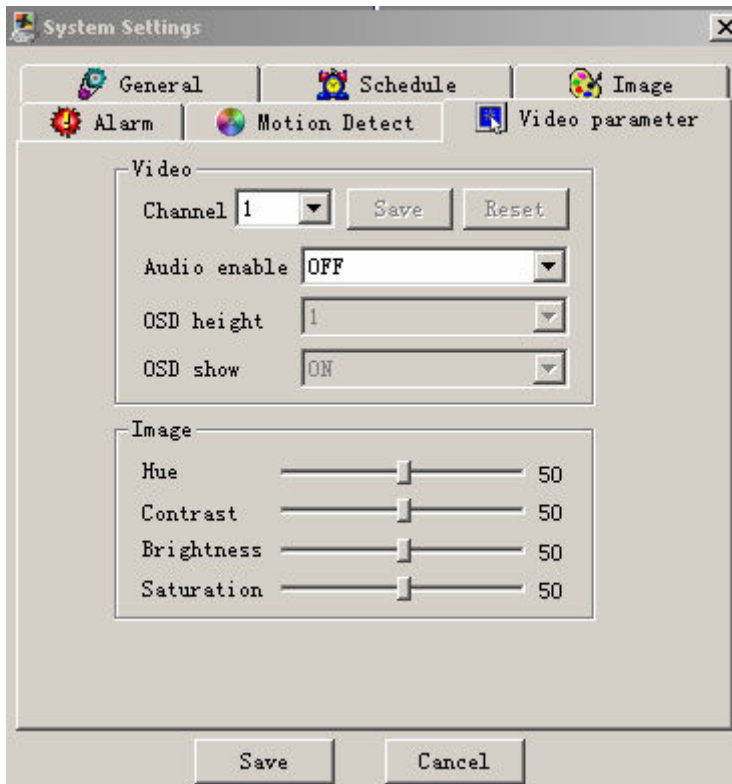 System Settings
General Schedule Image
Alarm Motion Detect Video parameter
Video
Channel 1 Save Reset
Audio enable OFF
OSD height 1
OSD show ON
Image
Hue 50
Contrast 50
Brightness 50
Saturation 50
Save Cancel